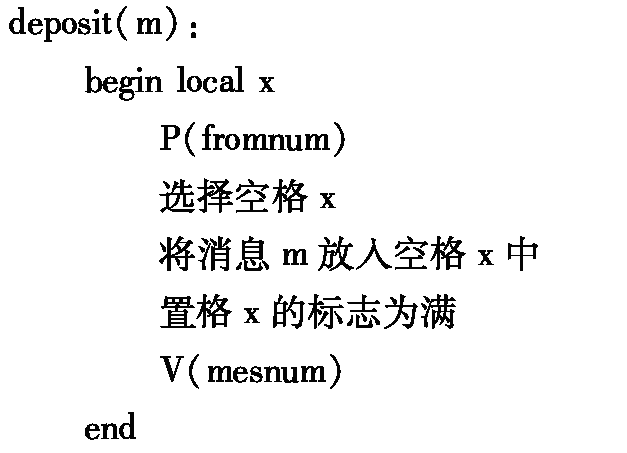 deposit(m):
begin local x
P(fromnum)
选择空格 x
将消息 m 放入空格 x 中
置格 x 的标志为满
V(mesnum)
end